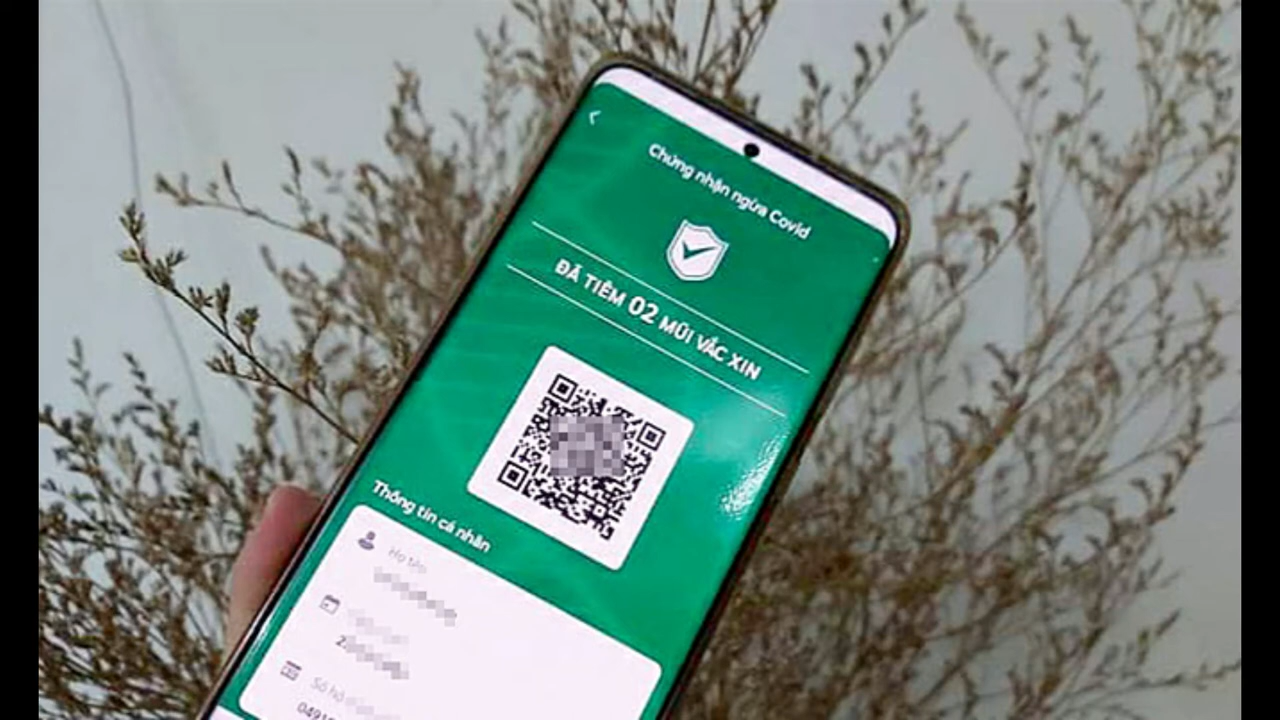 Chứng nhận ngừa Covid
ĐÃ TIÊM 02 MŨI VẮC XIN
Thông tin cá nhân
Họ tên
Số hộ